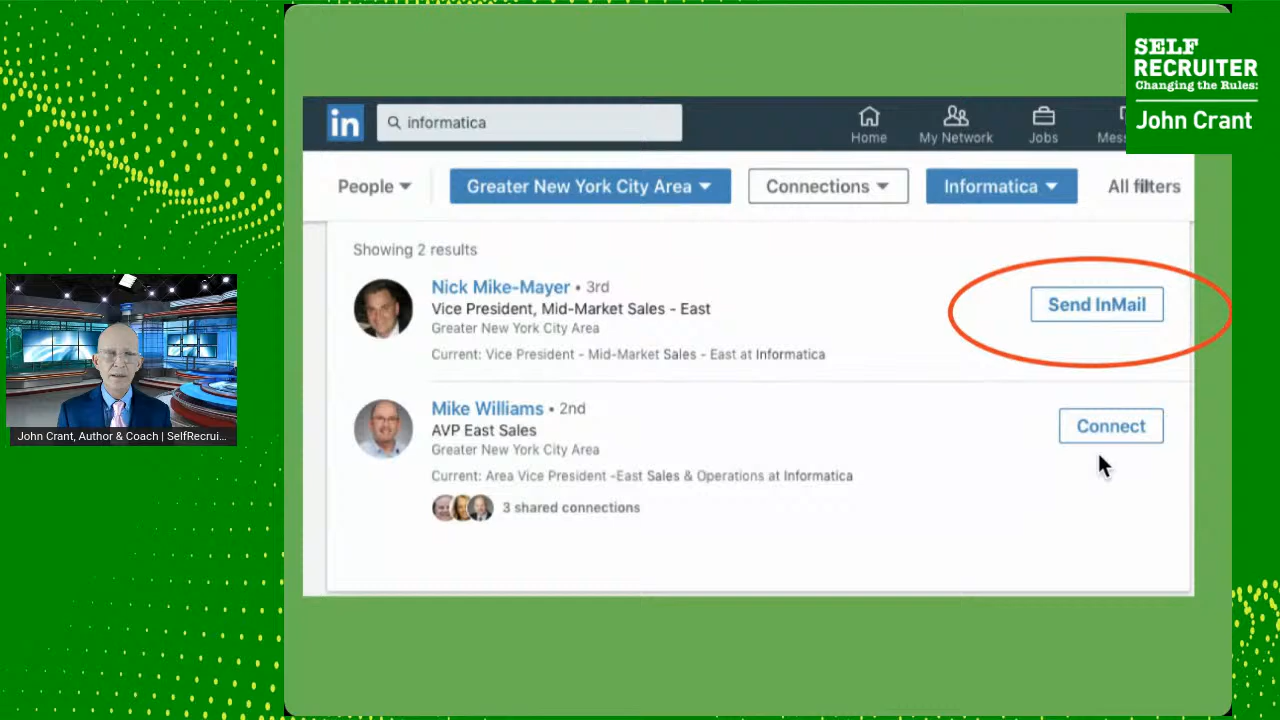 SELF
RECRUITER
Changing the Rules:
John Crant
in
informatica
Home
My Network
Jobs
People
Greater New York City Area
Connections
Informatica
All filters
Showing 2 results
Nick Mike-Mayer • 3rd
Vice President, Mid-Market Sales - East
Greater New York City Area
Current: Vice President - Mid-Market Sales - East at Informatica
Send InMail
Mike Williams • 2nd
AVP East Sales
Greater New York City Area
Current: Area Vice President -East Sales & Operations at Informatica
3 shared connections
Connect
John Crant, Author & Coach | SelfRecrui...